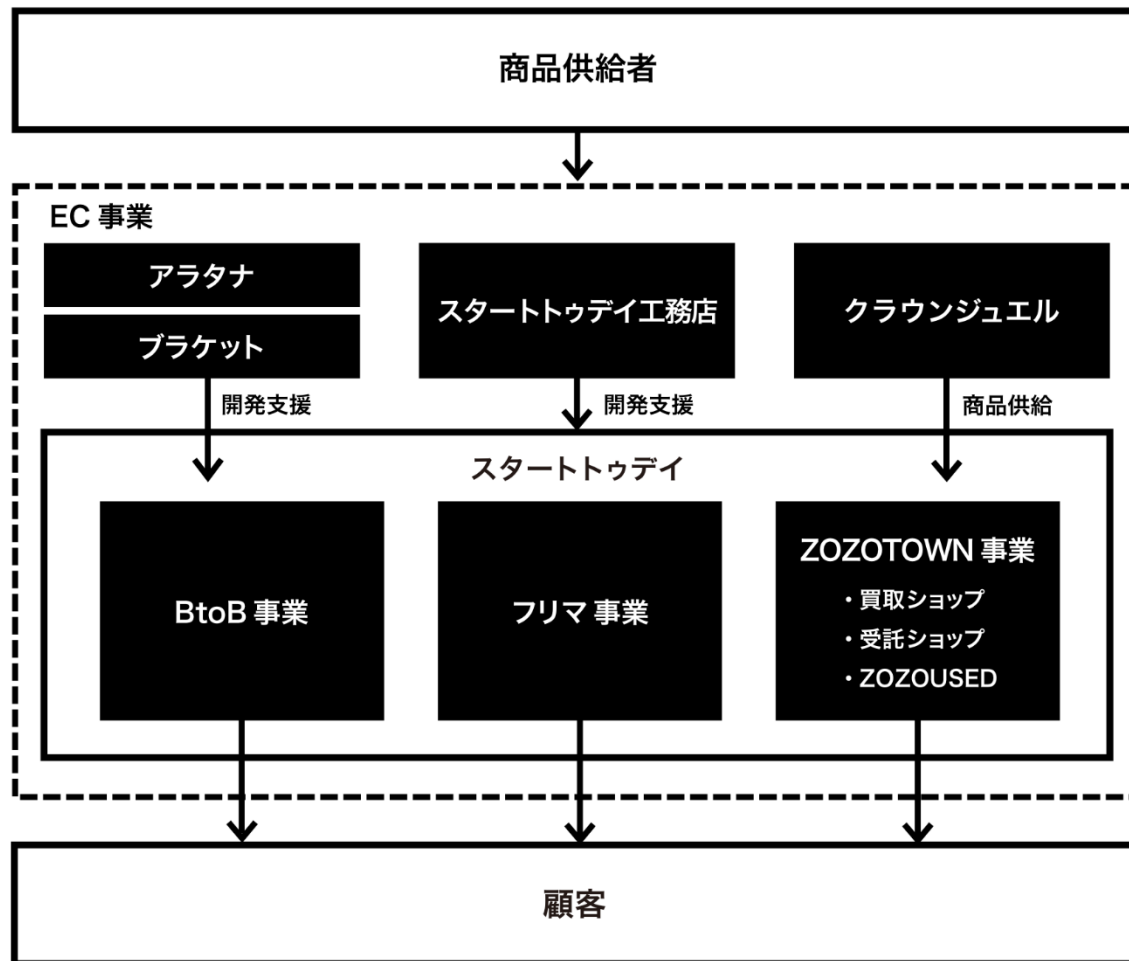 商品供給者
EC 事業
アラタナ
ブラケット
スタートトゥデイ工務店
クラウンジュエル
開発支援
開発支援
商品供給
スタートトゥデイ
BtoB 事業
フリマ 事業
ZOZOTOWN 事業
・買取ショップ
・受託ショップ
・ZOZOUSED
顧客